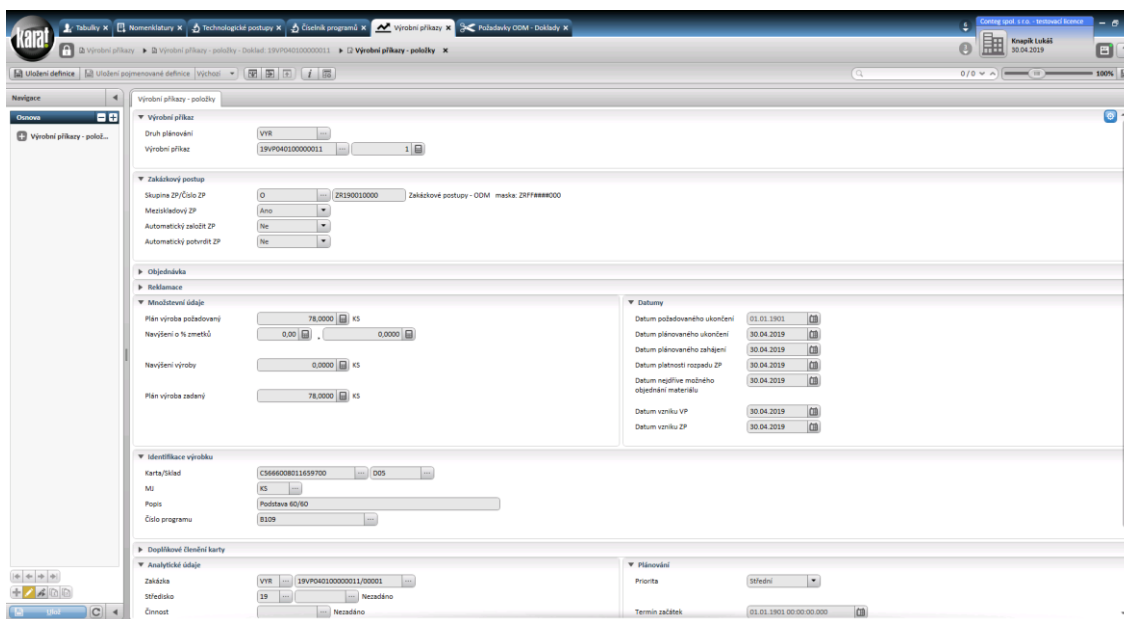 karat
Tabulky x Nomenklatury x Technologické postupy x Číselník programů x Výrobní příkazy x Požadavky ODM - Doklady x
Conteg spol. s r.o. - testovací licence
Knapík Lukáš
30.04.2019
Výrobní příkazy Výrobní příkazy - položky - Doklad: 19VP040100000011 Výrobní příkazy - položky x
Uložení definice Uložení pojmenované definice Výchozí
0/0 100%
Navigace
Výrobní příkazy - položky
Osnova
Výrobní příkazy - polož...
Výrobní příkaz
Druh plánování VYR ...
Výrobní příkaz 19VP040100000011 ... 1
Zakázkový postup
Skupina ZP/Číslo ZP O ... ZR190010000 Zakázkové postupy - ODM maska: ZRFF####000
Meziskladový ZP Ano
Automatický založit ZP Ne
Automatický potvrdit ZP Ne
Objednávka
Reklamace
Množstevní údaje
Plán výroba požadovaný 78,0000 KS
Navýšení o % zmetků 0,00 , 0,0000
Navýšení výroby 0,0000 KS
Plán výroba zadaný 78,0000 KS
Datumy
Datum požadovaného ukončení 01.01.1901
Datum plánovaného ukončení 30.04.2019
Datum plánovaného zahájení 30.04.2019
Datum platnosti rozpadu ZP 30.04.2019
Datum nejdříve možného objednání materiálu 30.04.2019
Datum vzniku VP 30.04.2019
Datum vzniku ZP 30.04.2019
Identifikace výrobku
Karta/Sklad C5666008011659700 ... D05 ...
MJ KS ...
Popis Podstava 60/60
Číslo programu B109 ...
Doplňkové členění karty
Analytické údaje
Zakázka VYR ... 19VP040100000011/00001 ...
Středisko 19 ... ... Nezadáno
Činnost ... Nezadáno
Plánování
Priorita Střední
Termín začátek 01.01.1901 00:00:00.000
Ulož